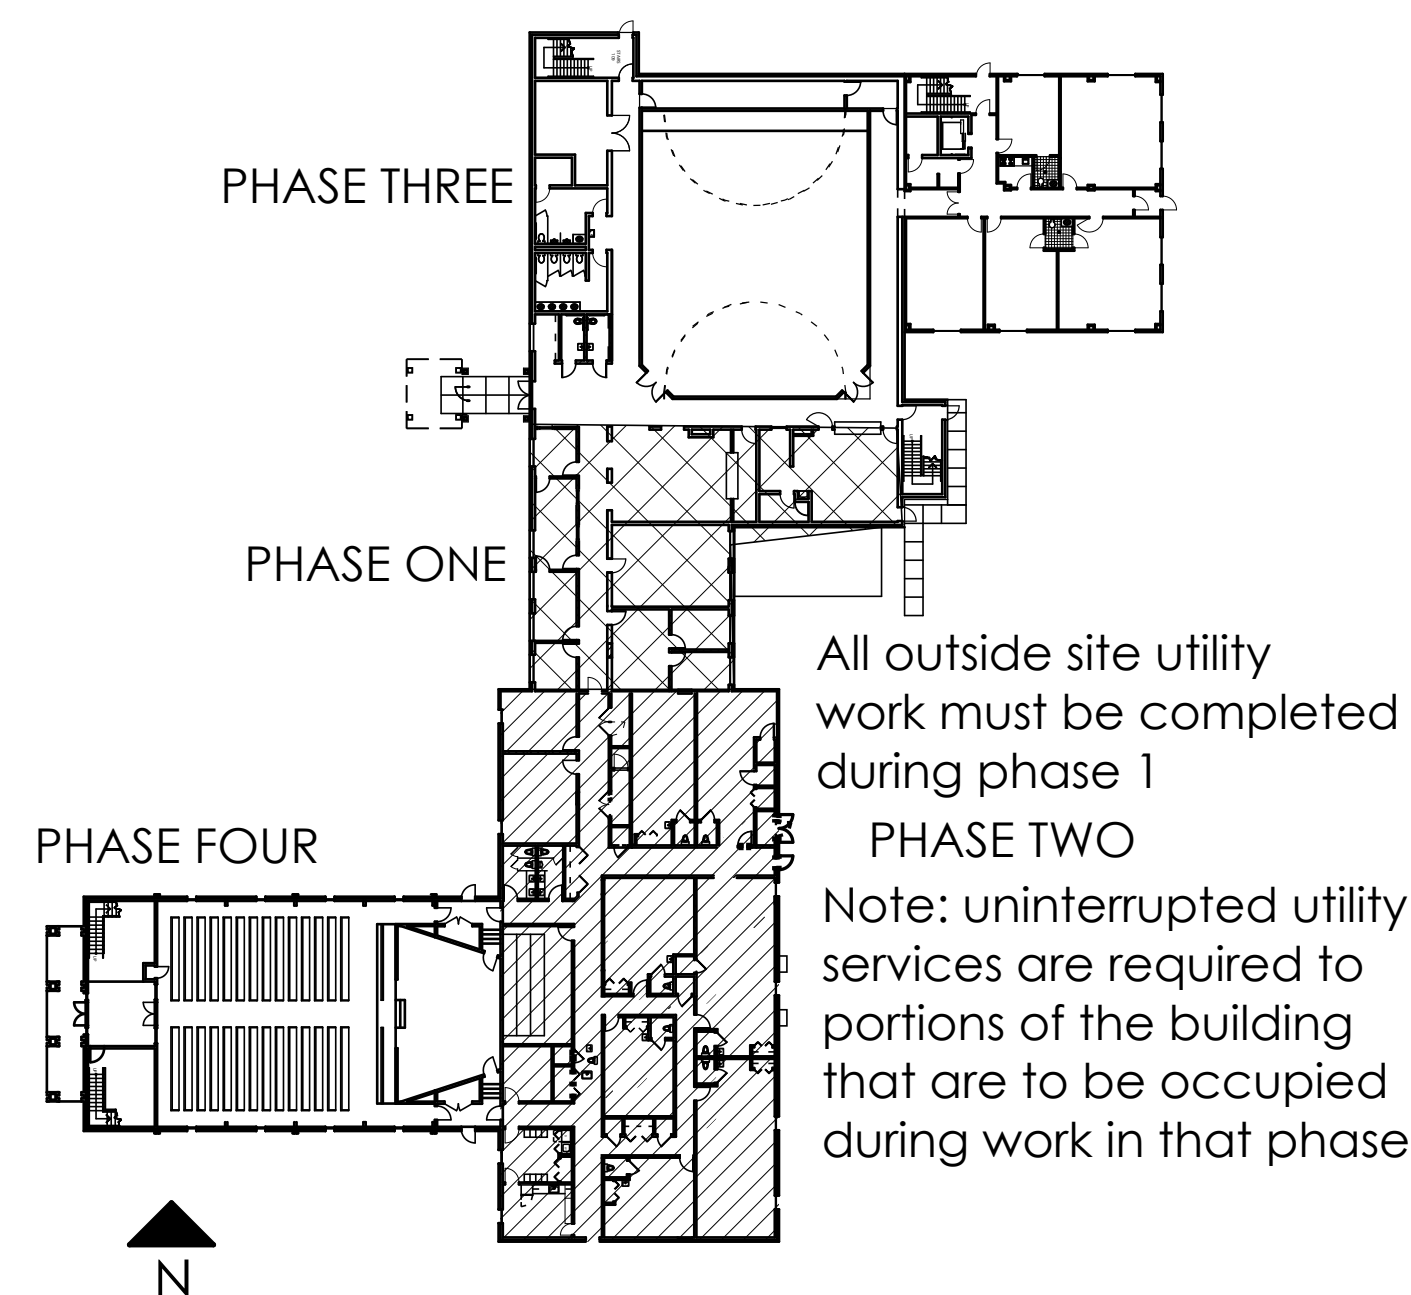 PHASE THREE
PHASE ONE
All outside site utility
work must be completed
during phase 1
PHASE FOUR
PHASE TWO
Note: uninterrupted utility
services are required to
portions of the building
that are to be occupied
during work in that phase
N